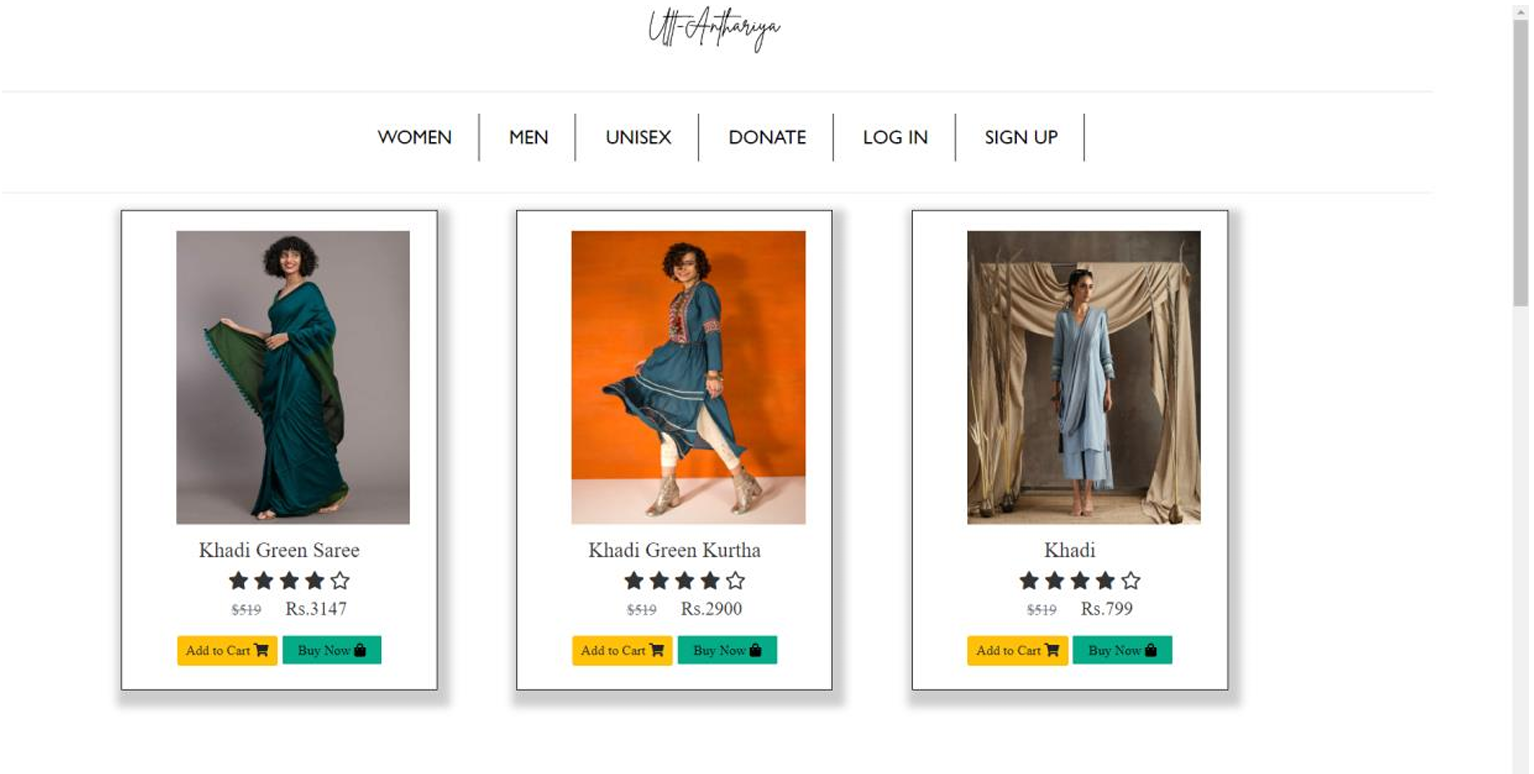 Utt-Anthariya
WOMEN MEN UNISEX DONATE LOG IN SIGN UP
Khadi Green Saree
$519 Rs.3147
Add to Cart Buy Now
Khadi Green Kurtha
$519 Rs.2900
Add to Cart Buy Now
Khadi
$519 Rs.799
Add to Cart Buy Now